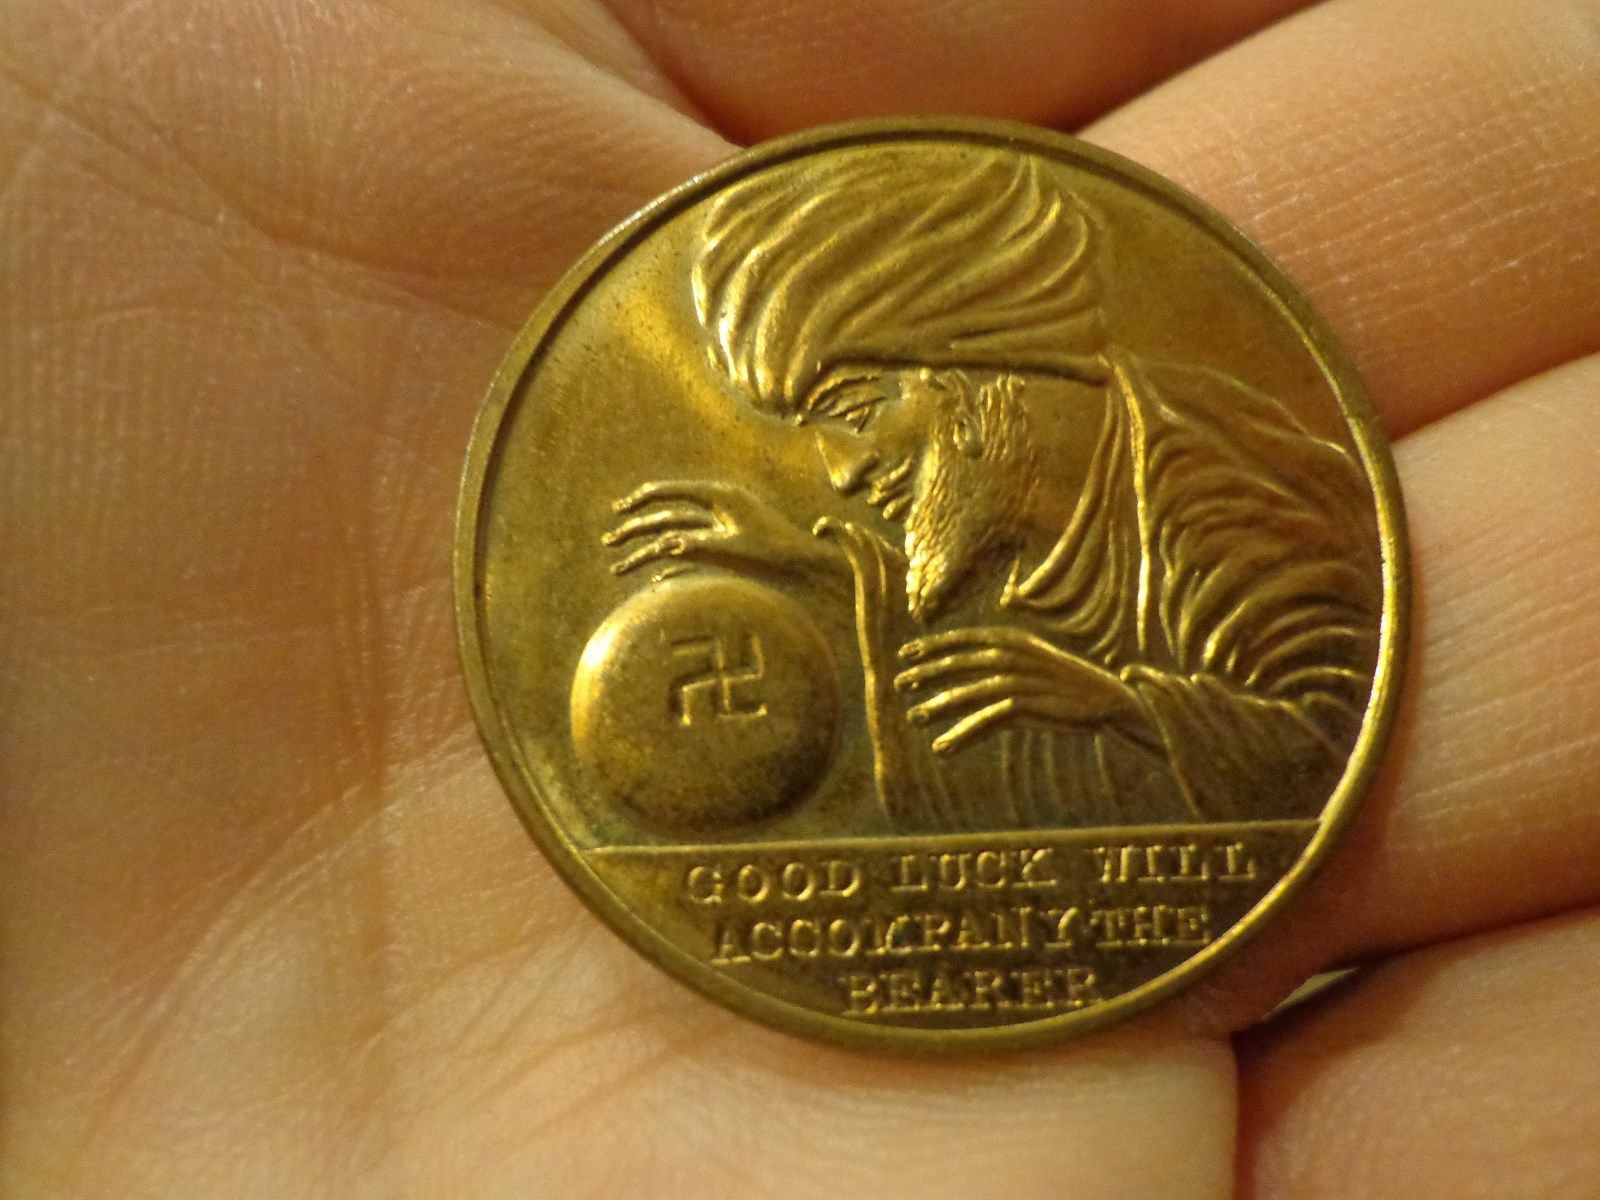 GOOD LUCK WILL
ACCOMPANY THE
BEARER